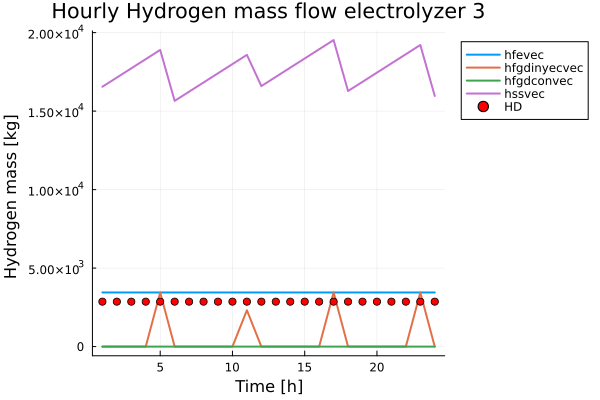 Hourly Hydrogen mass flow electrolyzer 3
Hydrogen mass [kg]
2.00×10⁴
1.50×10⁴
1.00×10⁴
5.00×10³
0
5
10
15
20
Time [h]
hfevec
hfgdinyecvec
hfgdconvec
hssvec
HD